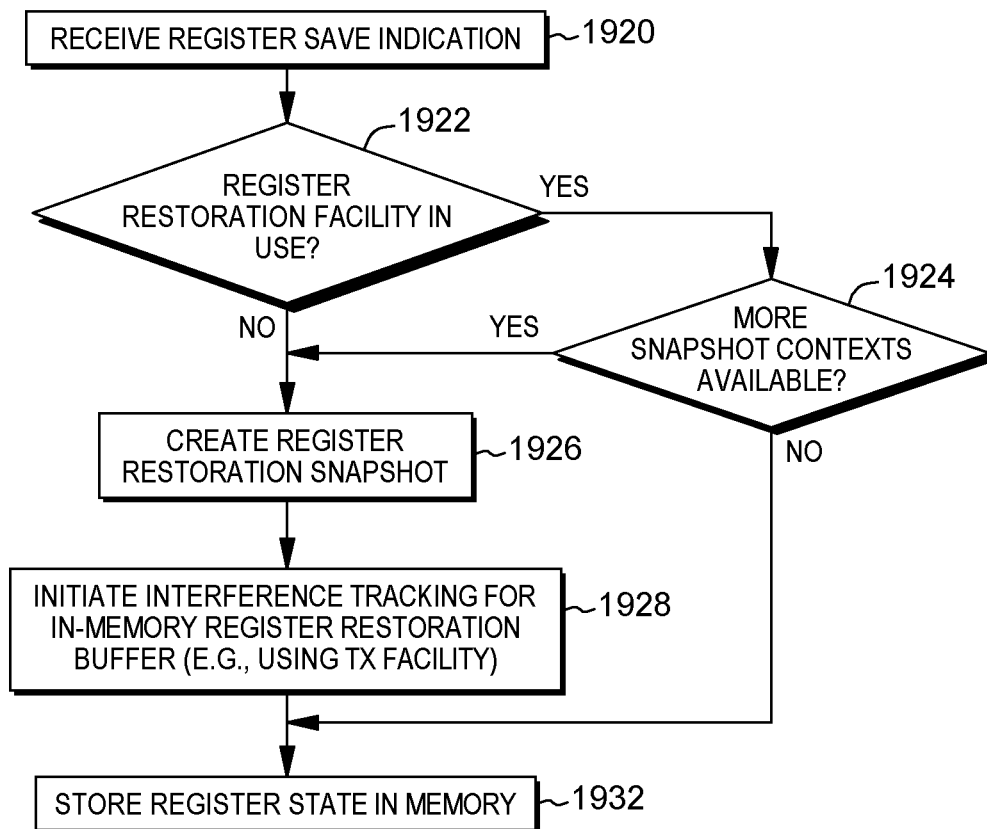 RECEIVE REGISTER SAVE INDICATION
1920
1922
REGISTER
RESTORATION FACILITY IN
USE?
YES
NO
1924
MORE
SNAPSHOT CONTEXTS
AVAILABLE?
YES
NO
CREATE REGISTER
RESTORATION SNAPSHOT
1926
INITIATE INTERFERENCE TRACKING FOR
IN-MEMORY REGISTER RESTORATION
BUFFER (E.G., USING TX FACILITY)
1928
STORE REGISTER STATE IN MEMORY
1932